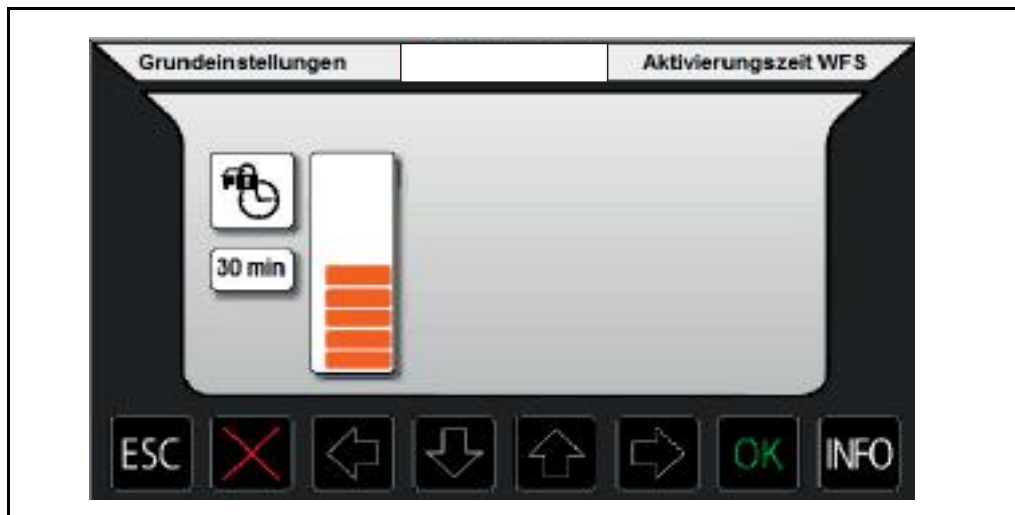 Grundeinstellungen
Aktivierungszeit WFS
30 min
ESC
OK
INFO